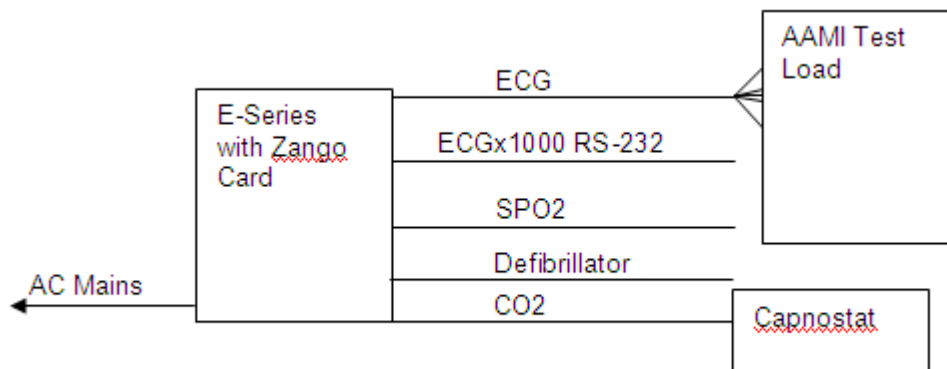 AAMI Test
Load
ECG
E-Series
with Zango
Card
ECGx1000 RS-232
SPO2
Defibrillator
AC Mains
CO2
Capnostat